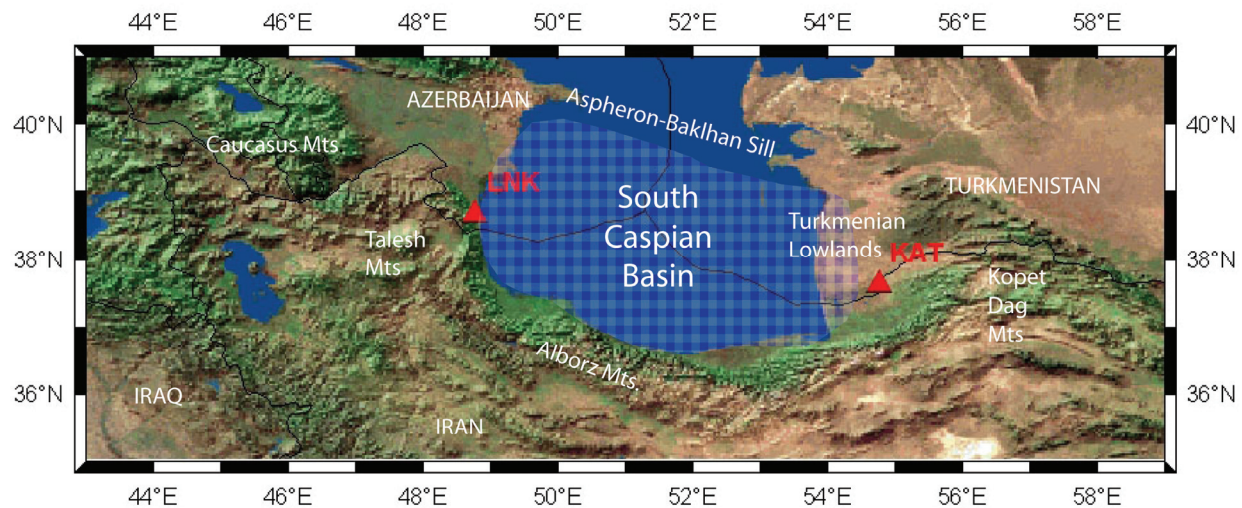 44°E 46°E 48°E 50°E 52°E 54°E 56°E 58°E
AZERBAIJAN
Aspheron-Baklhan Sill
40°N 40°N
Caucasus Mts.
LNK
South
Caspian
Basin
TURKMENISTAN
Turkmenian
Lowlands
KAT
Talesh
Mts
38°N 38°N
Kopet
Dag
Mts
Alborz Mts.
36°N 36°N
IRAQ
IRAN
44°E 46°E 48°E 50°E 52°E 54°E 56°E 58°E